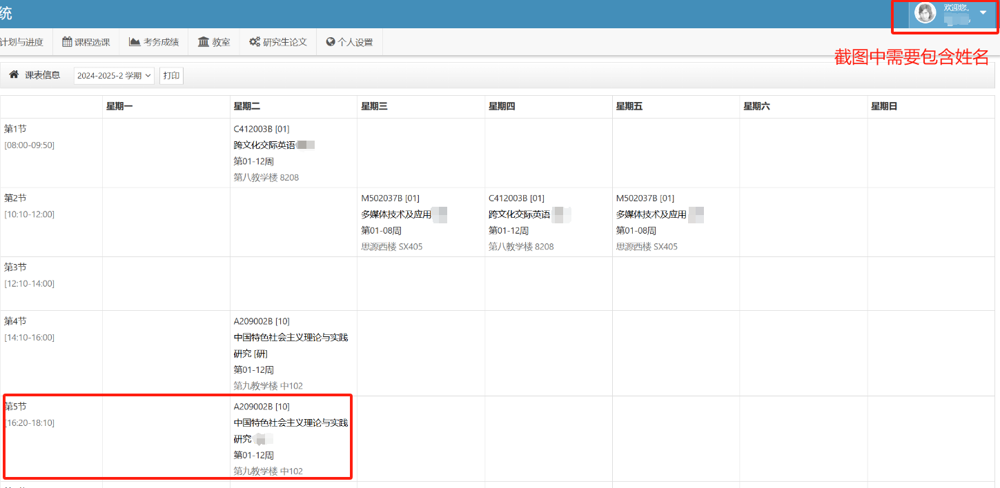 统
欢迎您,
计划与进度 课程选课 考务成绩 教室 研究生论文 个人设置
截图中需要包含姓名
课表信息 2024-2025-2 学期 打印
星期一 星期二 星期三 星期四 星期五 星期六 星期日
第1节
[08:00-09:50]
C412003B [01]
跨文化交际英语
第01-12周
第八教学楼 8208
第2节
[10:10-12:00]
M502037B [01]
多媒体技术及应用
第01-08周
思源西楼 SX405
C412003B [01]
跨文化交际英语
第01-12周
第八教学楼 8208
M502037B [01]
多媒体技术及应用
第01-08周
思源西楼 SX405
第3节
[12:10-14:00]
第4节
[14:10-16:00]
A209002B [10]
中国特色社会主义理论与实践
研究 [研]
第01-12周
第九教学楼 中102
第5节
[16:20-18:10]
A209002B [10]
中国特色社会主义理论与实践
研究
第01-12周
第九教学楼 中102